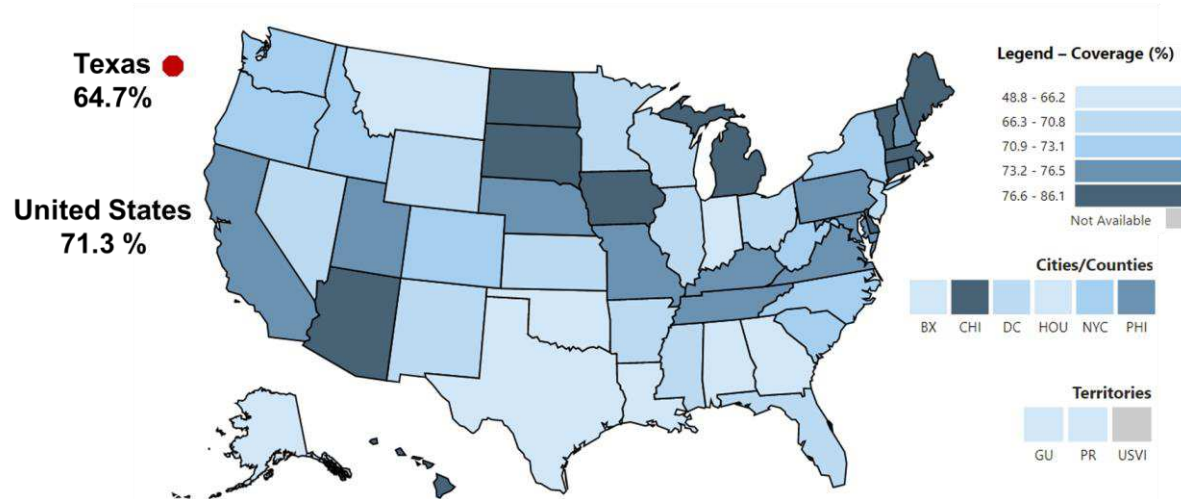 Texas
64.7%
United States
71.3 %
Legend – Coverage (%)
48.8 - 66.2
66.3 - 70.8
70.9 - 73.1
73.2 - 76.5
76.6 - 86.1
Not Available
Cities/Counties
BX CHI DC HOU NYC PHI
Territories
GU PR USVI